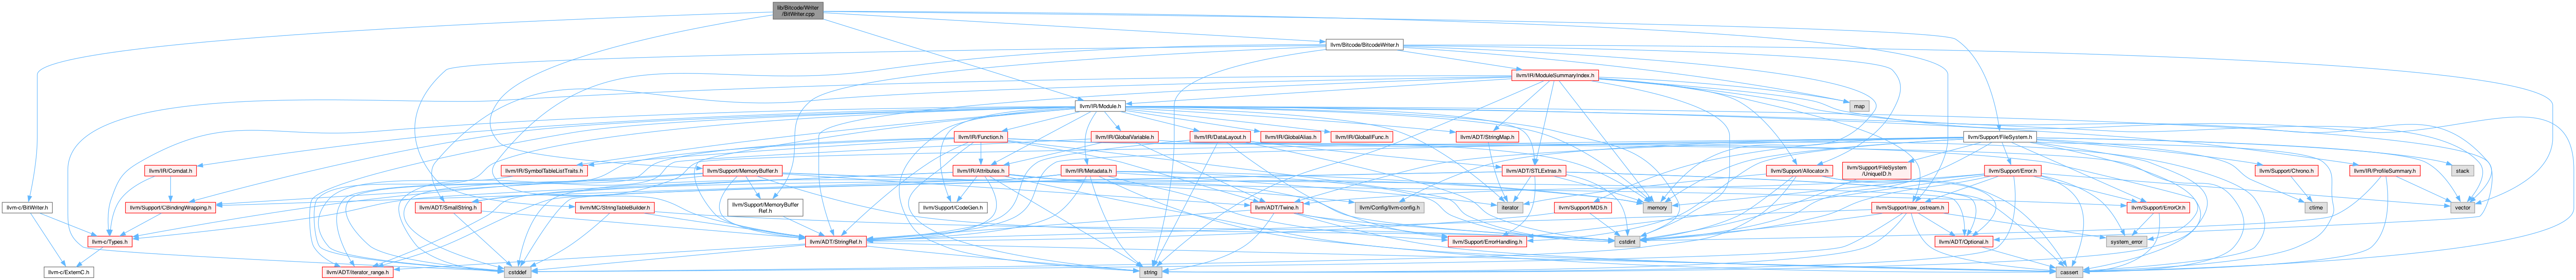 lib/Bitcode/Writer
/BitWriter.cpp
llvm/Bitcode/BitcodeWriter.h
llvm/IR/ModuleSummaryIndex.h
map
llvm/IR/Module.h
llvm/IR/Function.h
llvm/IR/GlobalVariable.h
llvm/IR/DataLayout.h
llvm/IR/GlobalAlias.h
llvm/IR/GlobalIFunc.h
llvm/ADT/StringMap.h
llvm/Support/FileSystem.h
llvm/IR/Comdat.h
llvm/IR/SymbolTableListTraits.h
llvm/Support/MemoryBuffer.h
llvm/IR/Attributes.h
llvm/IR/Metadata.h
llvm/ADT/STLExtras.h
llvm/Support/Allocator.h
llvm/Support/FileSystem
/UniqueID.h
llvm/Support/Error.h
llvm/Support/Chrono.h
llvm/IR/ProfileSummary.h
stack
llvm-c/BitWriter.h
llvm/Support/CBindingWrapping.h
llvm/ADT/SmallString.h
llvm/MC/StringTableBuilder.h
llvm/Support/MemoryBuffer
Ref.h
llvm/Support/CodeGen.h
llvm/ADT/Twine.h
llvm/Config/llvm-config.h
iterator
llvm/Support/MD5.h
memory
llvm/Support/raw_ostream.h
llvm/Support/ErrorOr.h
ctime
vector
llvm-c/Types.h
llvm/ADT/StringRef.h
llvm/Support/ErrorHandling.h
cstdint
llvm/ADT/Optional.h
system_error
llvm-c/ExternC.h
llvm/ADT/iterator_range.h
cstddef
string
cassert